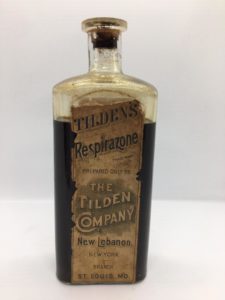 TILDEN'S
Respirazone
PREPARED ONLY BY
THE
TILDEN
COMPANY
New Lebanon,
NEW YORK
BRANCH
ST. LOUIS, MO.